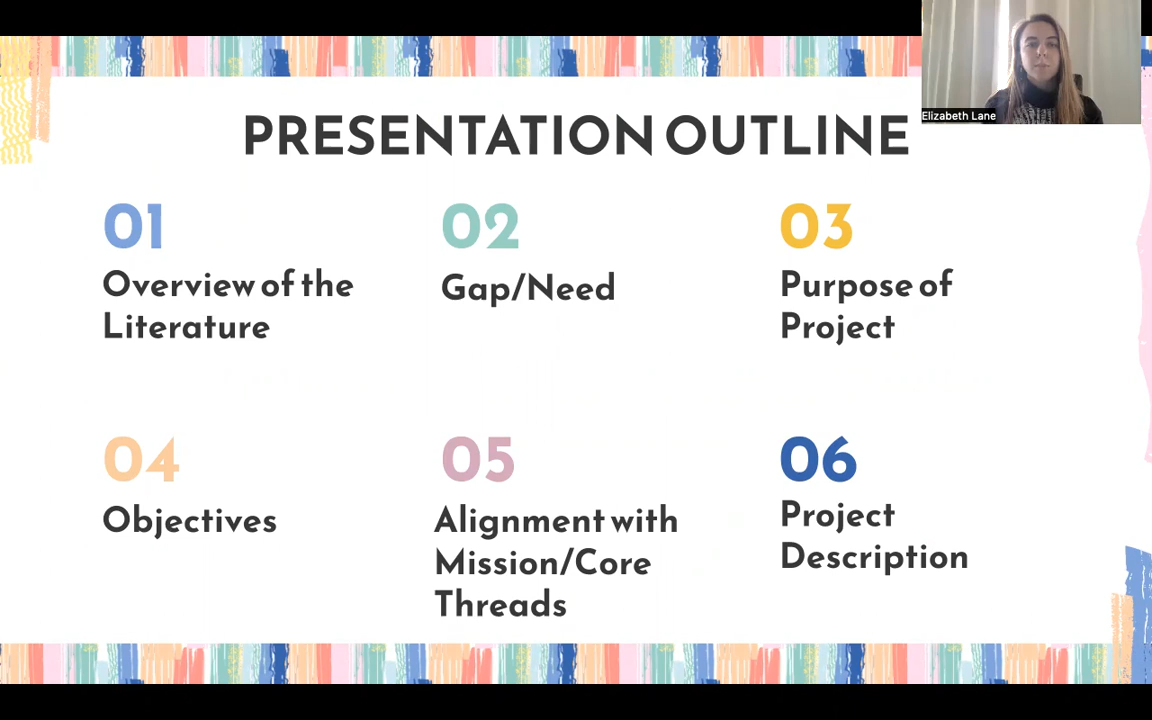 Elizabeth Lane
PRESENTATION OUTLINE
01
Overview of the
Literature
02
Gap/Need
03
Purpose of
Project
04
Objectives
05
Alignment with
Mission/Core
Threads
06
Project
Description